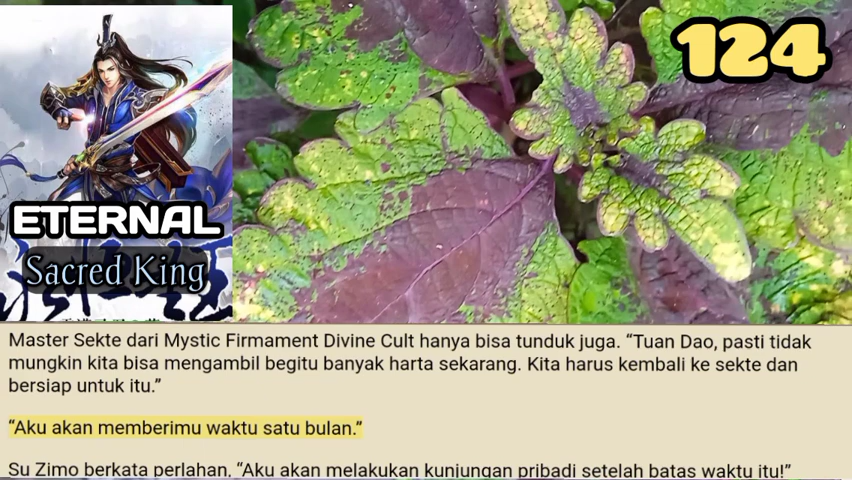 124
ETERNAL
Sacred King
Master Sekte dari Mystic Firmament Divine Cult hanya bisa tunduk juga. “Tuan Dao, pasti tidak
mungkin kita bisa mengambil begitu banyak harta sekarang. Kita harus kembali ke sekte dan
bersiap untuk itu.”
“Aku akan memberimu waktu satu bulan.”
Su Zimo berkata perlahan, “Aku akan melakukan kunjungan pribadi setelah batas waktu itu!”